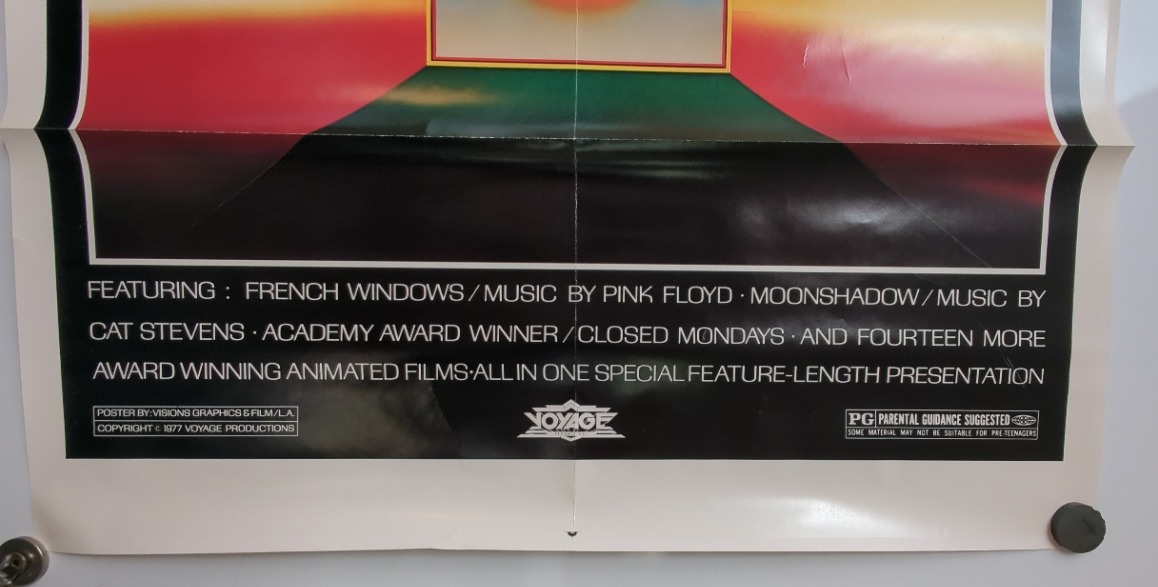 FEATURING : FRENCH WINDOWS / MUSIC BY PINK FLOYD · MOONSHADOW / MUSIC BY
CAT STEVENS · ACADEMY AWARD WINNER / CLOSED MONDAYS · AND FOURTEEN MORE
AWARD WINNING ANIMATED FILMS · ALL IN ONE SPECIAL FEATURE-LENGTH PRESENTATION
POSTER BY: VISIONS GRAPHICS & FILM / L.A.
COPYRIGHT © 1977 VOYAGE PRODUCTIONS
VOYAGE
PG PARENTAL GUIDANCE SUGGESTED
SOME MATERIAL MAY NOT BE SUITABLE FOR PRE-TEENAGERS